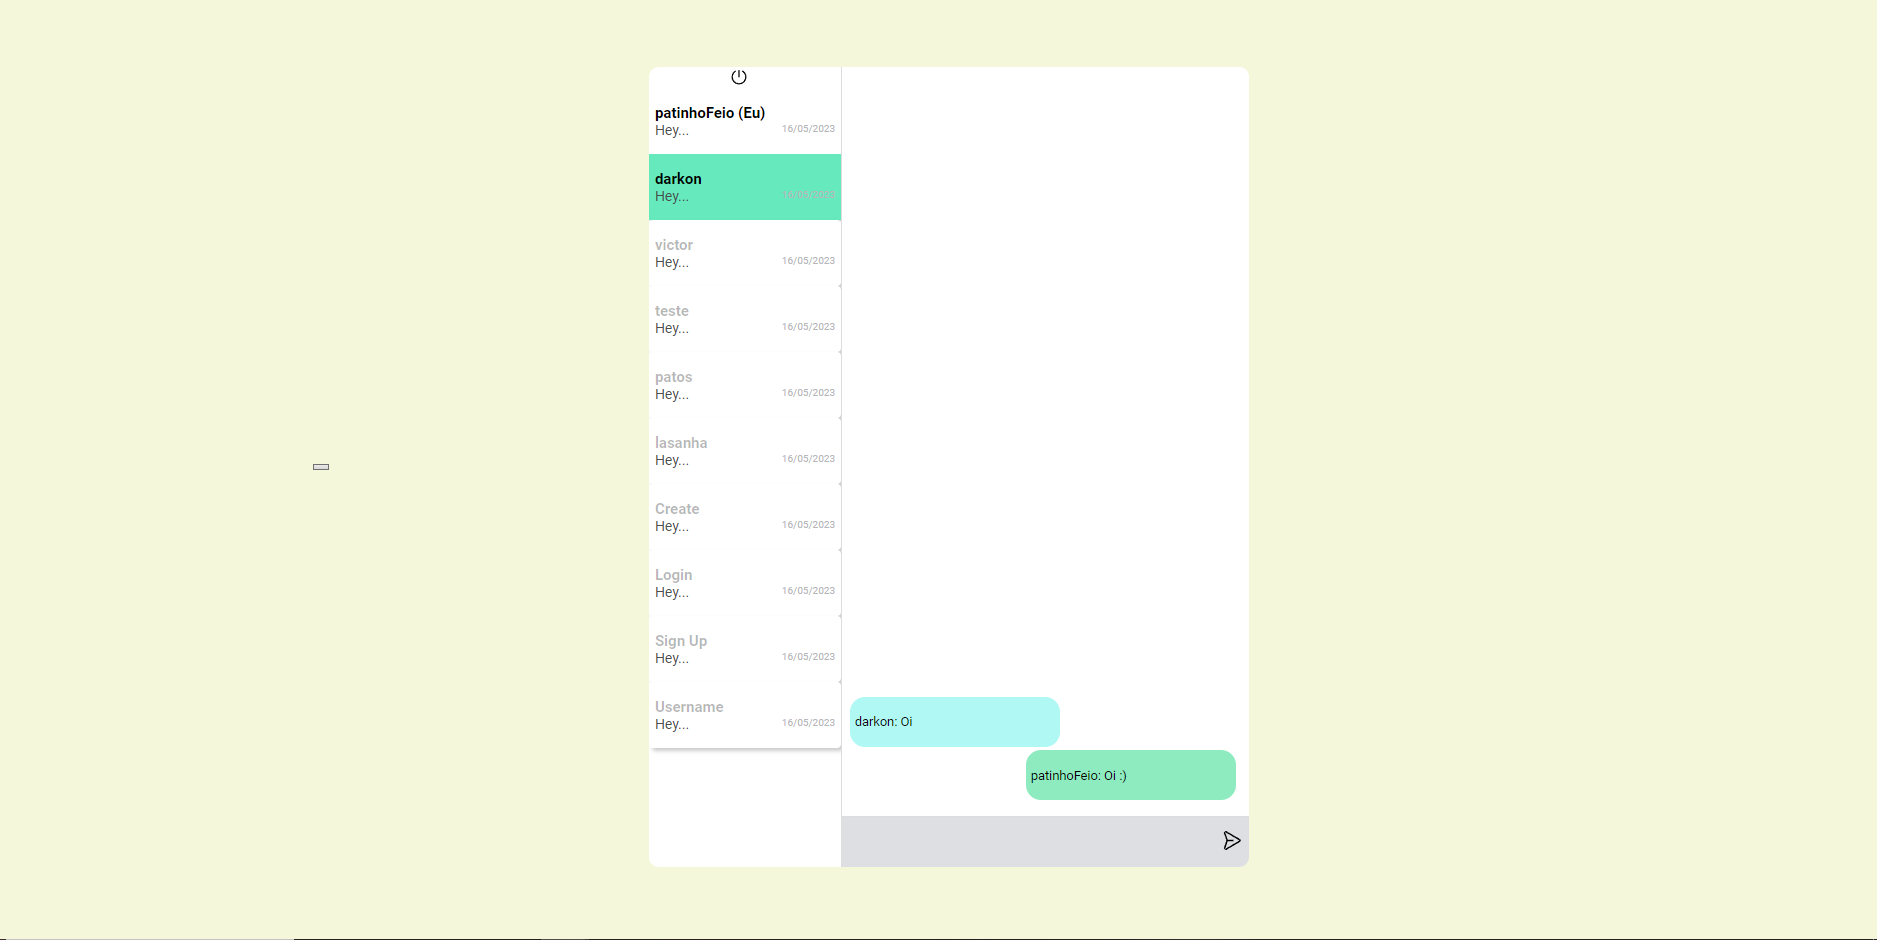 patinhoFeio (Eu)
Hey...
16/05/2023
darkon
Hey...
16/05/2023
victor
Hey...
16/05/2023
teste
Hey...
16/05/2023
patos
Hey...
16/05/2023
lasanha
Hey...
16/05/2023
Create
Hey...
16/05/2023
Login
Hey...
16/05/2023
Sign Up
Hey...
16/05/2023
Username
Hey...
16/05/2023
darkon: Oi
patinhoFeio: Oi :)